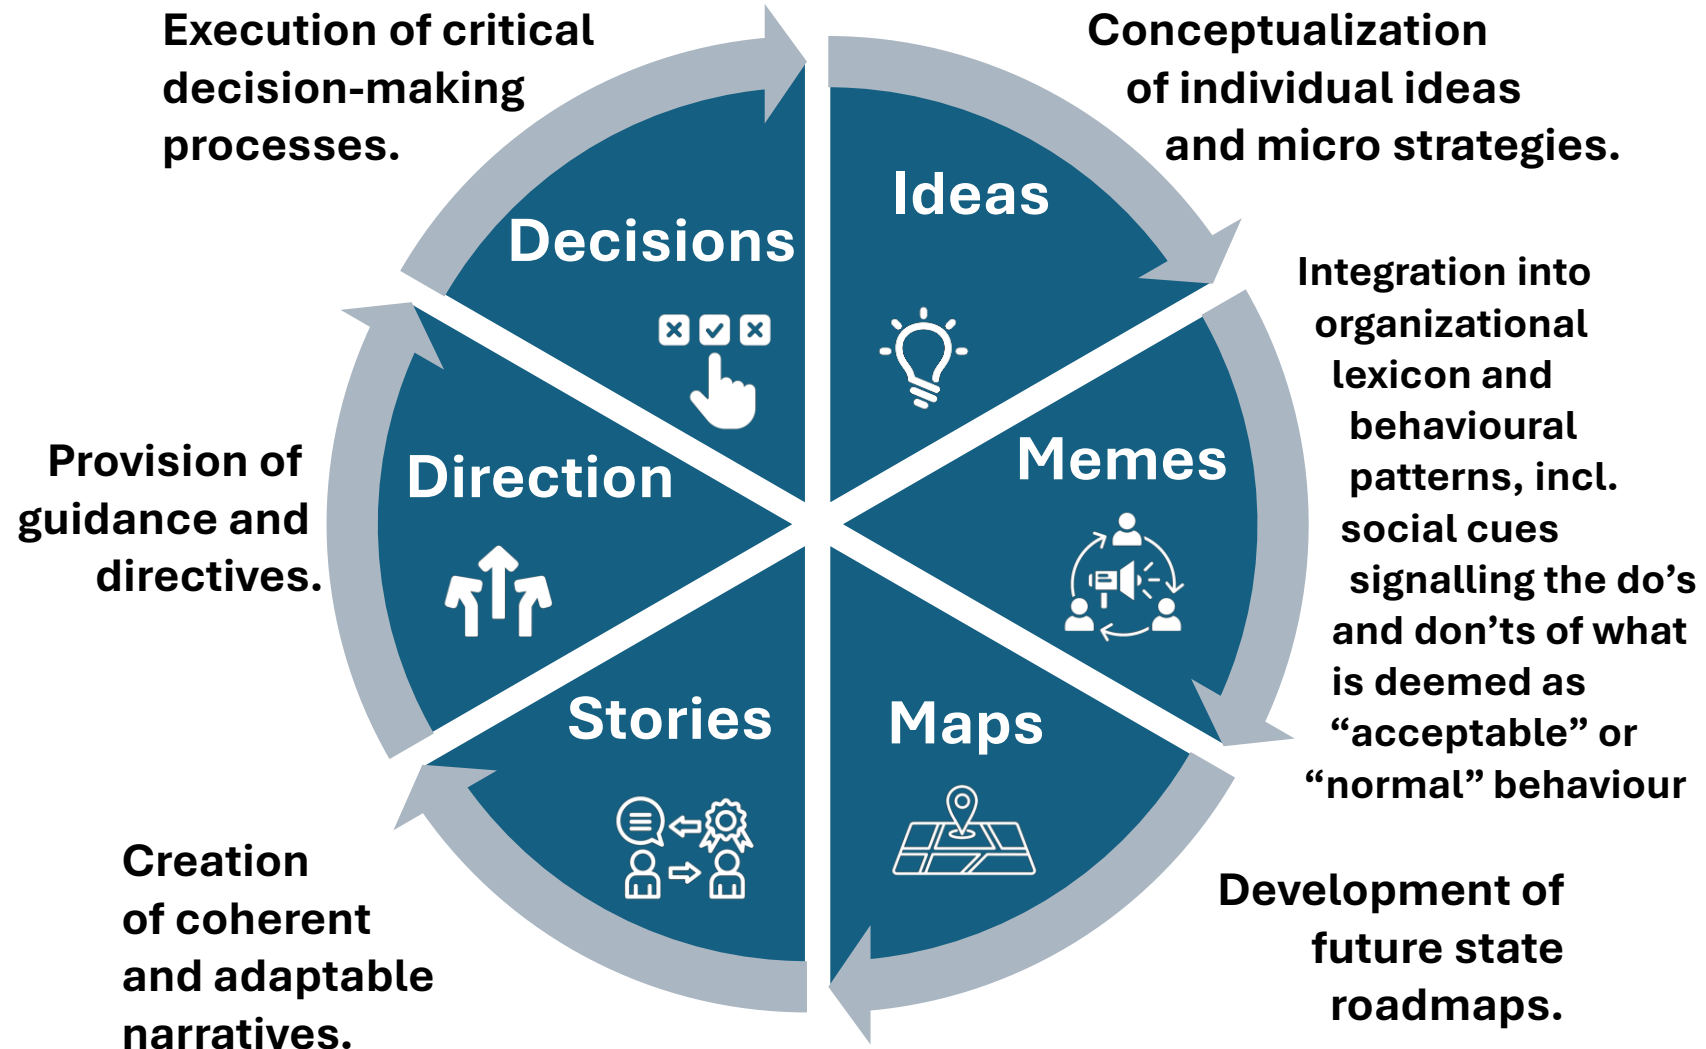 Execution of critical
decision-making
processes.
Conceptualization
of individual ideas
and micro strategies.
Ideas
Decisions
Integration into
organizational
lexicon and
behavioural
patterns, incl.
social cues
signalling the do’s
and don’ts of what
is deemed as
“acceptable” or
“normal” behaviour
Memes
Provision of
guidance and
directives.
Direction
Stories
Maps
Creation
of coherent
and adaptable
narratives.
Development of
future state
roadmaps.